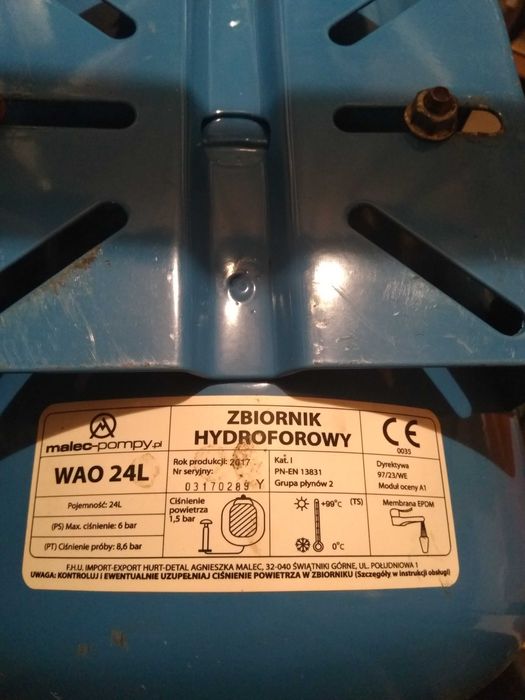 malec-pompy.pl
WAO 24L
Pojemność: 24L
(PS) Max. ciśnienie: 6 bar
(PT) Ciśnienie próby: 8,6 bar
ZBIORNIK
HYDROFOROWY
Rok produkcji: 2017
Nr seryjny:
03170289 Y
Kat. I
PN-EN 13831
Grupa płynów 2
Ciśnienie
powietrza
1,5 bar
+99°C (TS)
0°C
CE
0035
Dyrektywa
97/23/WE
Moduł oceny A1
Membrana EPDM
F.H.U. IMPORT-EXPORT HURT-DETAL AGNIESZKA MALEC, 32-040 ŚWIĄTNIKI GÓRNE, UL. POŁUDNIOWA 1
UWAGA: KONTROLUJ I EWENTUALNIE UZUPEŁNIAJ CIŚNIENIE POWIETRZA W ZBIORNIKU (Szczegóły w instrukcji obsługi)